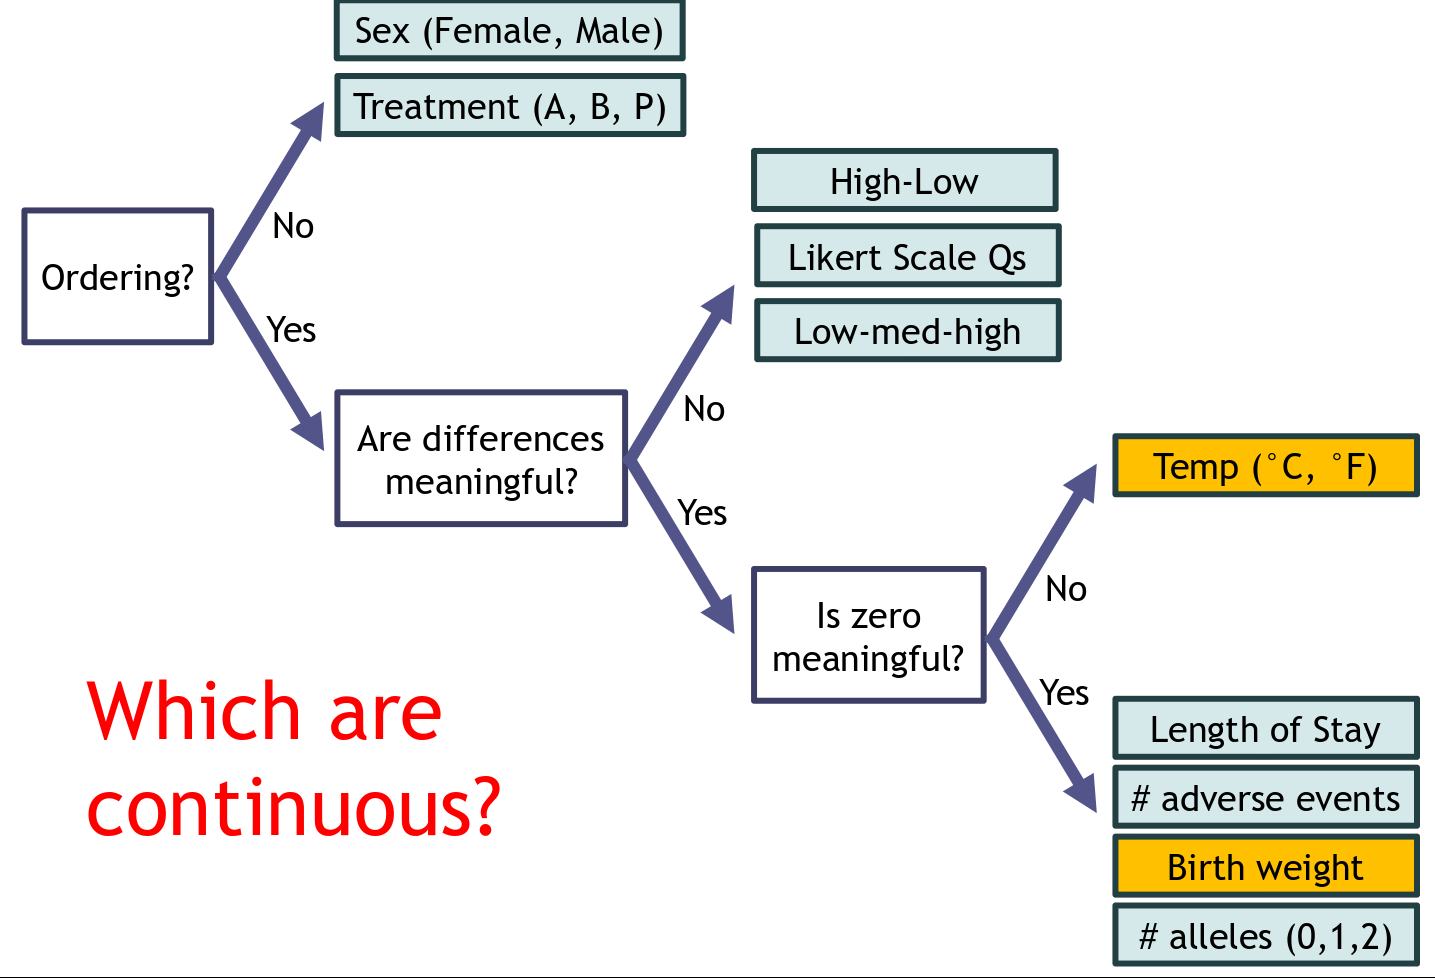 Sex (Female, Male)
Treatment (A, B, P)
High-Low
No
Likert Scale Qs
Ordering?
Yes
Low-med-high
No
Are differences
meaningful?
Temp (°C, °F)
Yes
No
Is zero
meaningful?
Yes
Which are
continuous?
Length of Stay
# adverse events
Birth weight
# alleles (0,1,2)